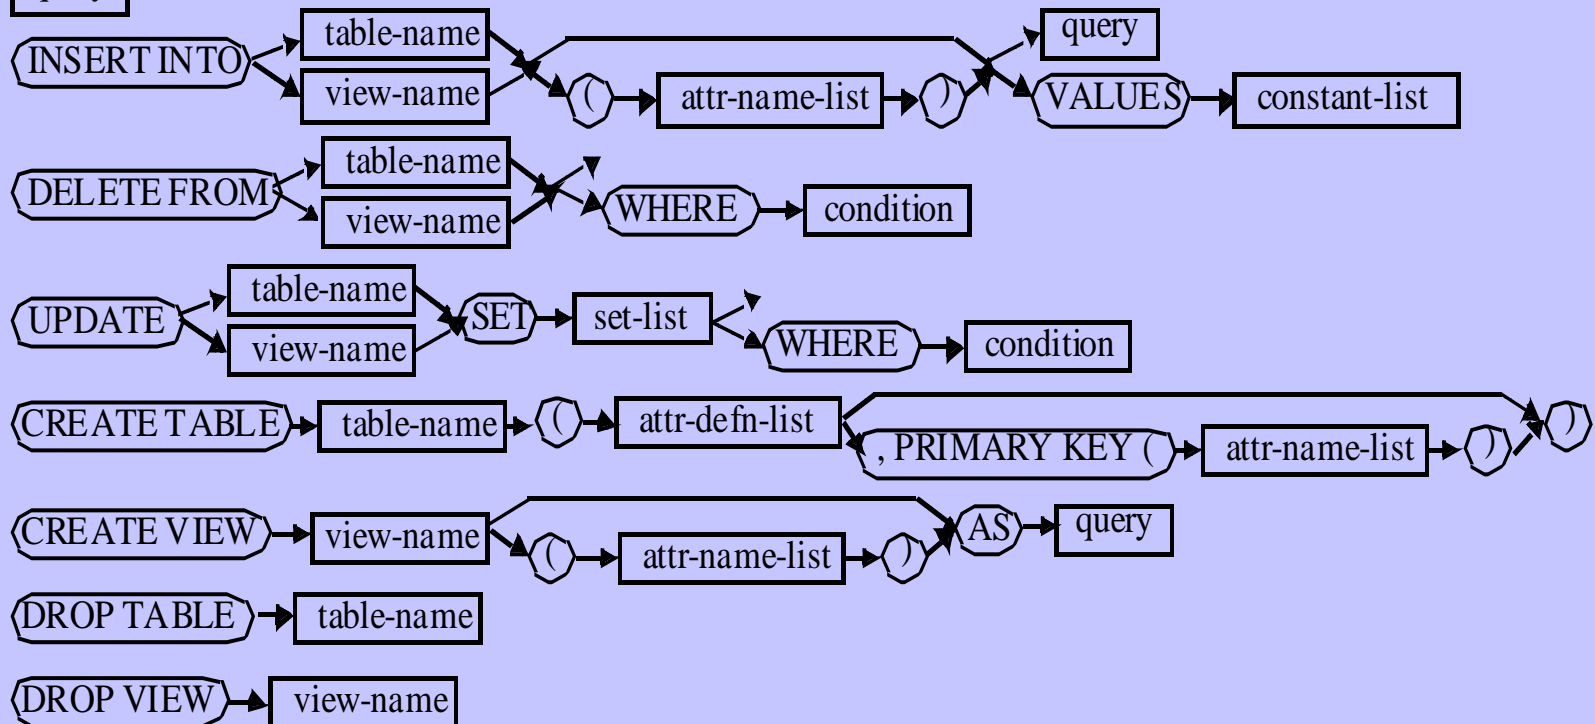 INSERT INTO table-name view-name ( attr-name-list ) query VALUES constant-list
DELETE FROM table-name view-name WHERE condition
UPDATE table-name view-name SET set-list WHERE condition
CREATE TABLE table-name ( attr-defn-list , PRIMARY KEY ( attr-name-list ) )
CREATE VIEW view-name ( attr-name-list ) AS query
DROP TABLE table-name
DROP VIEW view-name